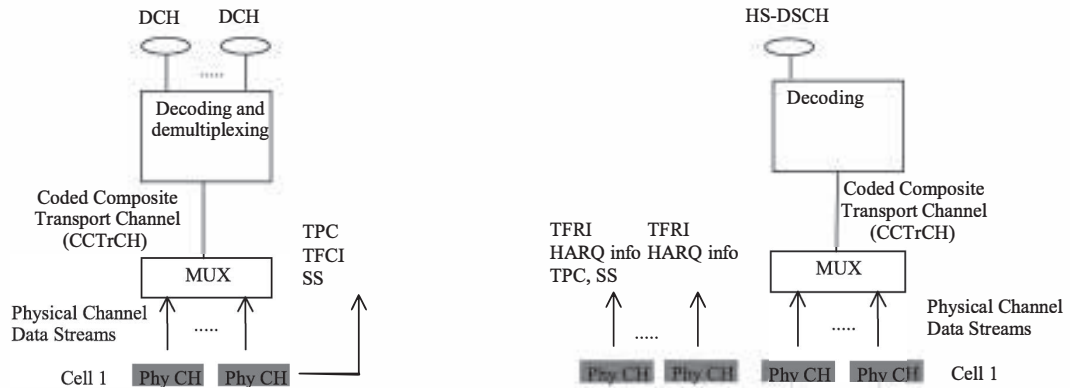 DCH DCH
.....
Decoding and
demultiplexing
Coded Composite
Transport Channel
(CCTrCH)
MUX
TPC
TFCI
SS
Physical Channel
Data Streams
.....
Cell 1 Phy CH Phy CH
HS-DSCH
Decoding
Coded Composite
Transport Channel
(CCTrCH)
TFRI TFRI
HARQ info HARQ info
TPC, SS
MUX
Physical Channel
Data Streams
..... .....
Phy CH Phy CH Phy CH Phy CH Cell 1